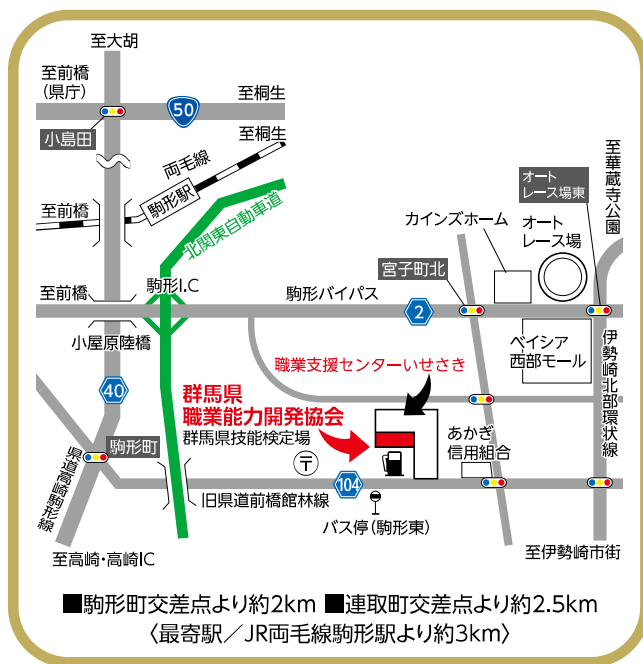 至大胡
至前橋
(県庁)
至桐生
50
小島田
至桐生
両毛線
駒形駅
至前橋
北関東自動車道
至華蔵寺公園
オート
レース場東
オート
レース場
カインズホーム
宮子町北
駒形I.C
至前橋
駒形バイパス
2
小屋原陸橋
ベイシア
西部モール
伊勢崎北部環状線
職業支援センターいせさき
40
群馬県
職業能力開発協会
群馬県技能検定場
駒形町
あかぎ
信用組合
〒
県道高崎駒形線
104
旧県道前橋館林線
バス停(駒形東)
至高崎・高崎IC
至伊勢崎市街
■駒形町交差点より約2km ■連取町交差点より約2.5km
〈最寄駅/JR両毛線駒形駅より約3km〉